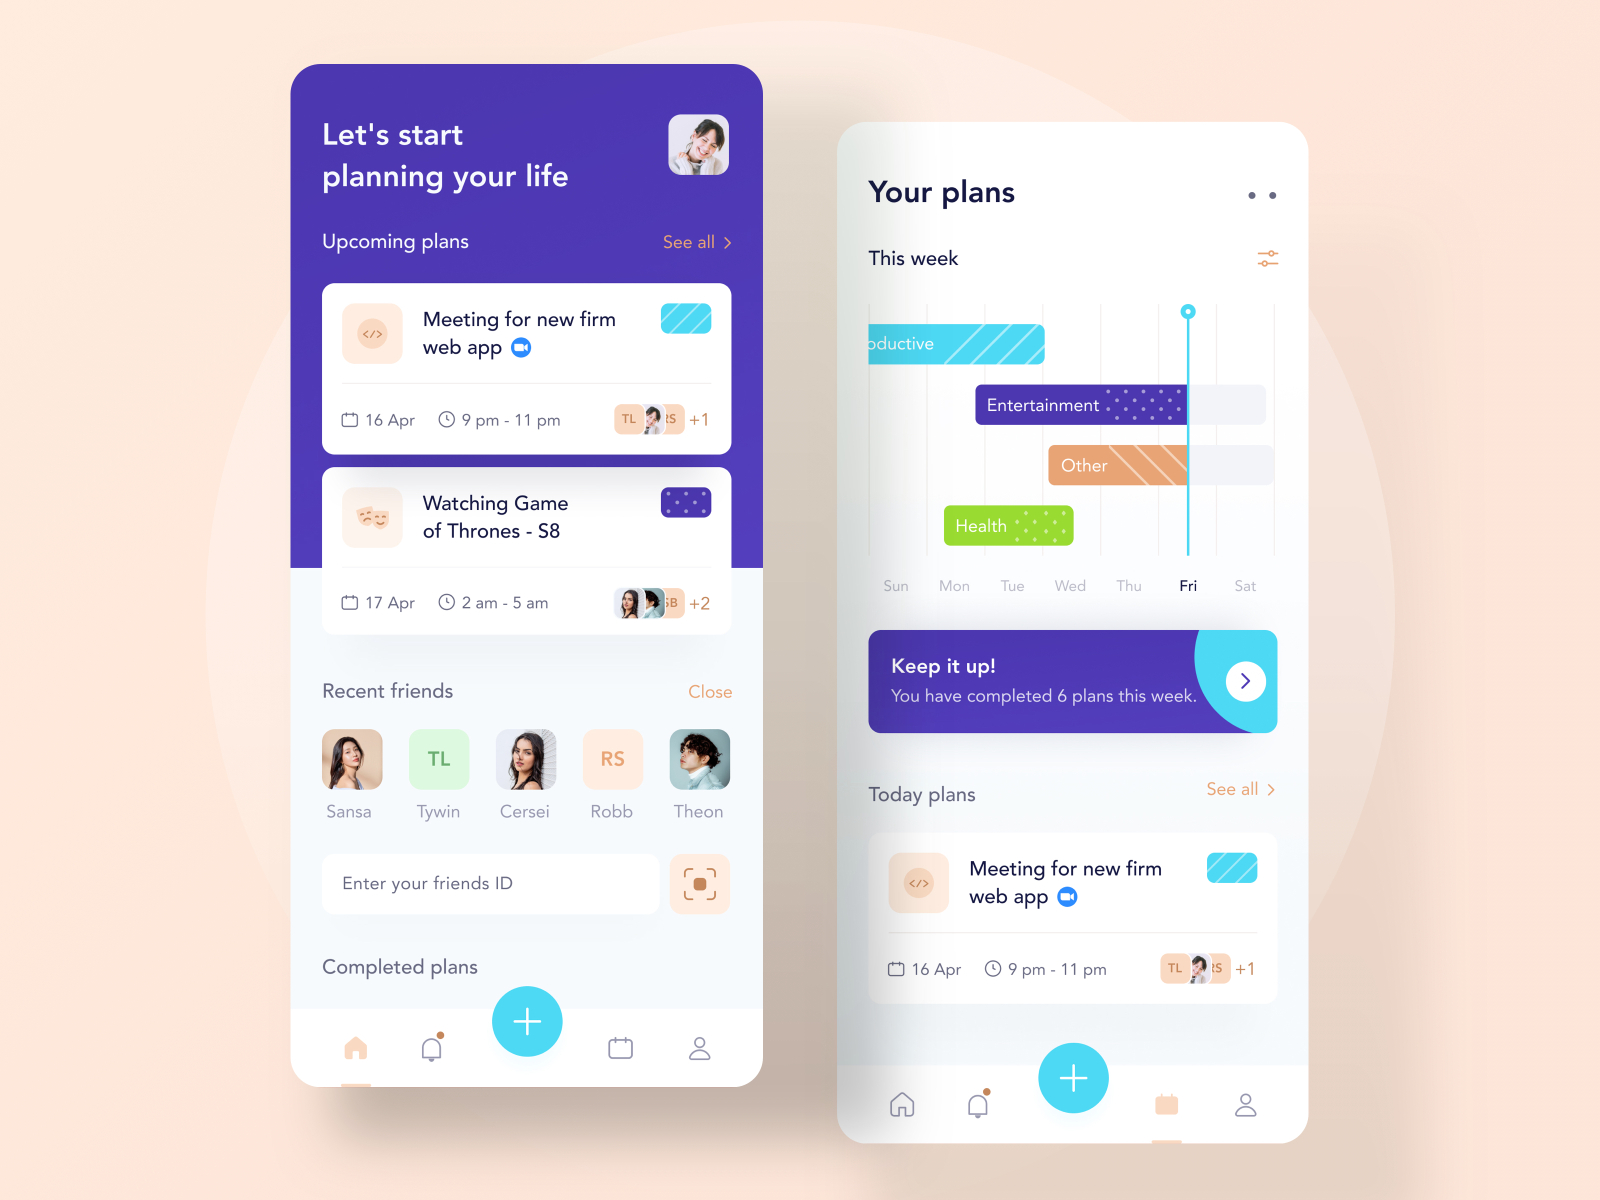 Let's start
planning your life
Upcoming plans
See all
Meeting for new firm
web app
</>
16 Apr
9 pm - 11 pm
TL
RS
+1
Watching Game
of Thrones - S8
17 Apr
2 am - 5 am
SB
+2
Recent friends
Close
TL
RS
Sansa
Tywin
Cersei
Robb
Theon
Enter your friends ID
Completed plans
Your plans
This week
oductive
Entertainment
Other
Health
Sun Mon Tue Wed Thu Fri Sat
Keep it up!
You have completed 6 plans this week.
Today plans
See all
Meeting for new firm
web app
</>
16 Apr
9 pm - 11 pm
TL
RS
+1